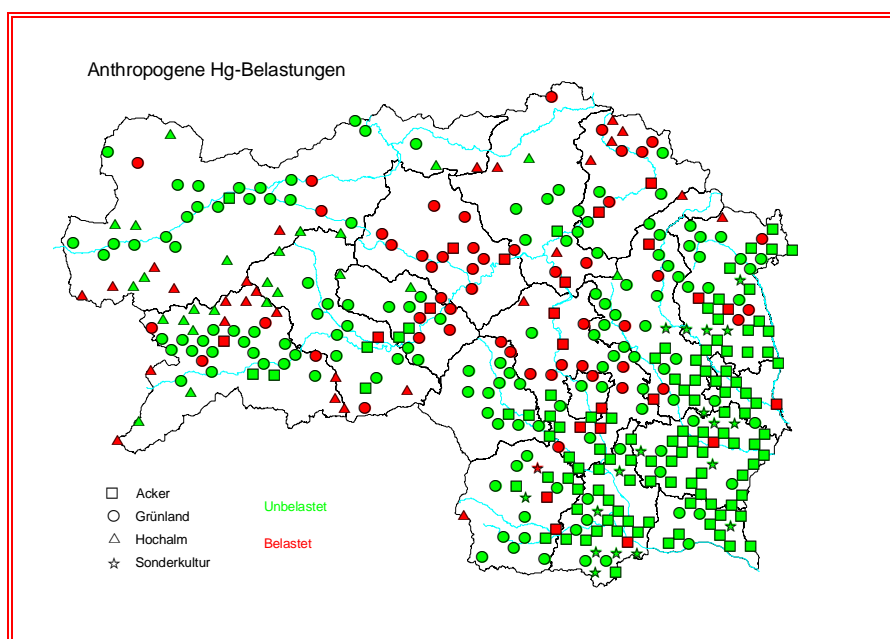 Anthropogene Hg-Belastungen
Acker
Grünland
Hochalm
Sonderkultur
Unbelastet
Belastet